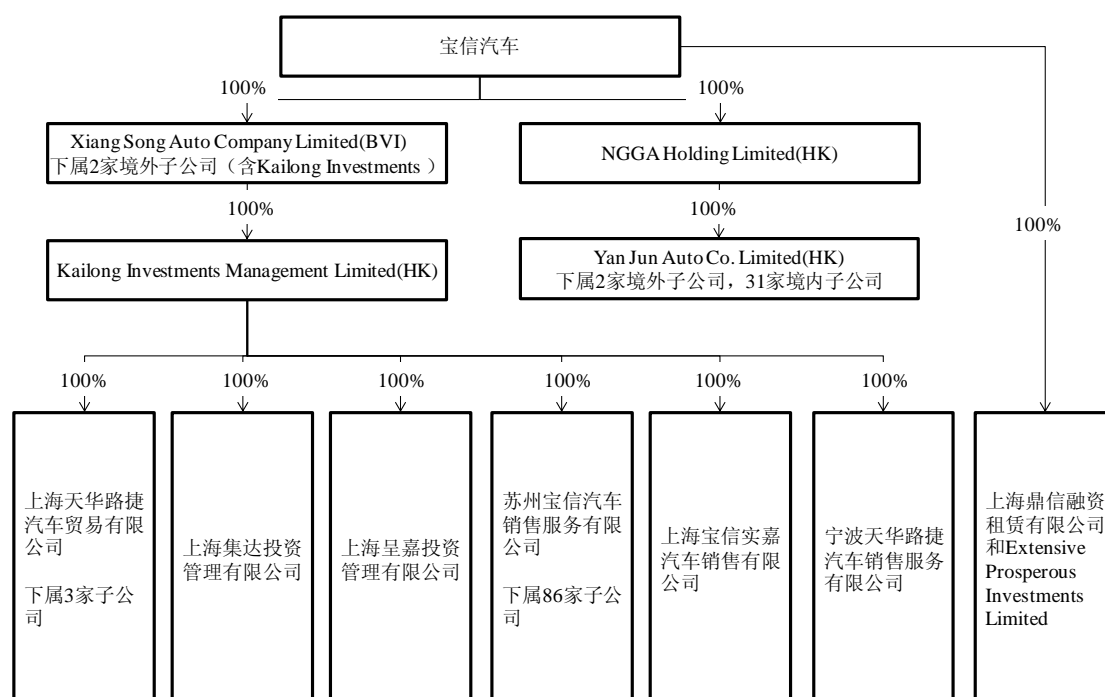 宝信汽车
100%
100%
Xiang Song Auto Company Limited(BVI)
下属2家境外子公司（含Kailong Investments ）
NGGA Holding Limited(HK)
100%
100%
100%
Kailong Investments Management Limited(HK)
Yan Jun Auto Co. Limited(HK)
下属2家境外子公司，31家境内子公司
100%
100%
100%
100%
100%
100%
上海天华路捷
汽车贸易有限
公司
下属3家子公
司
上海集达投资
管理有限公司
上海呈嘉投资
管理有限公司
苏州宝信汽车
销售服务有限
公司
下属86家子公
司
上海宝信实嘉
汽车销售有限
公司
宁波天华路捷
汽车销售服务
有限公司
上海鼎信融资
租赁有限公司
和Extensive
Prosperous
Investments
Limited